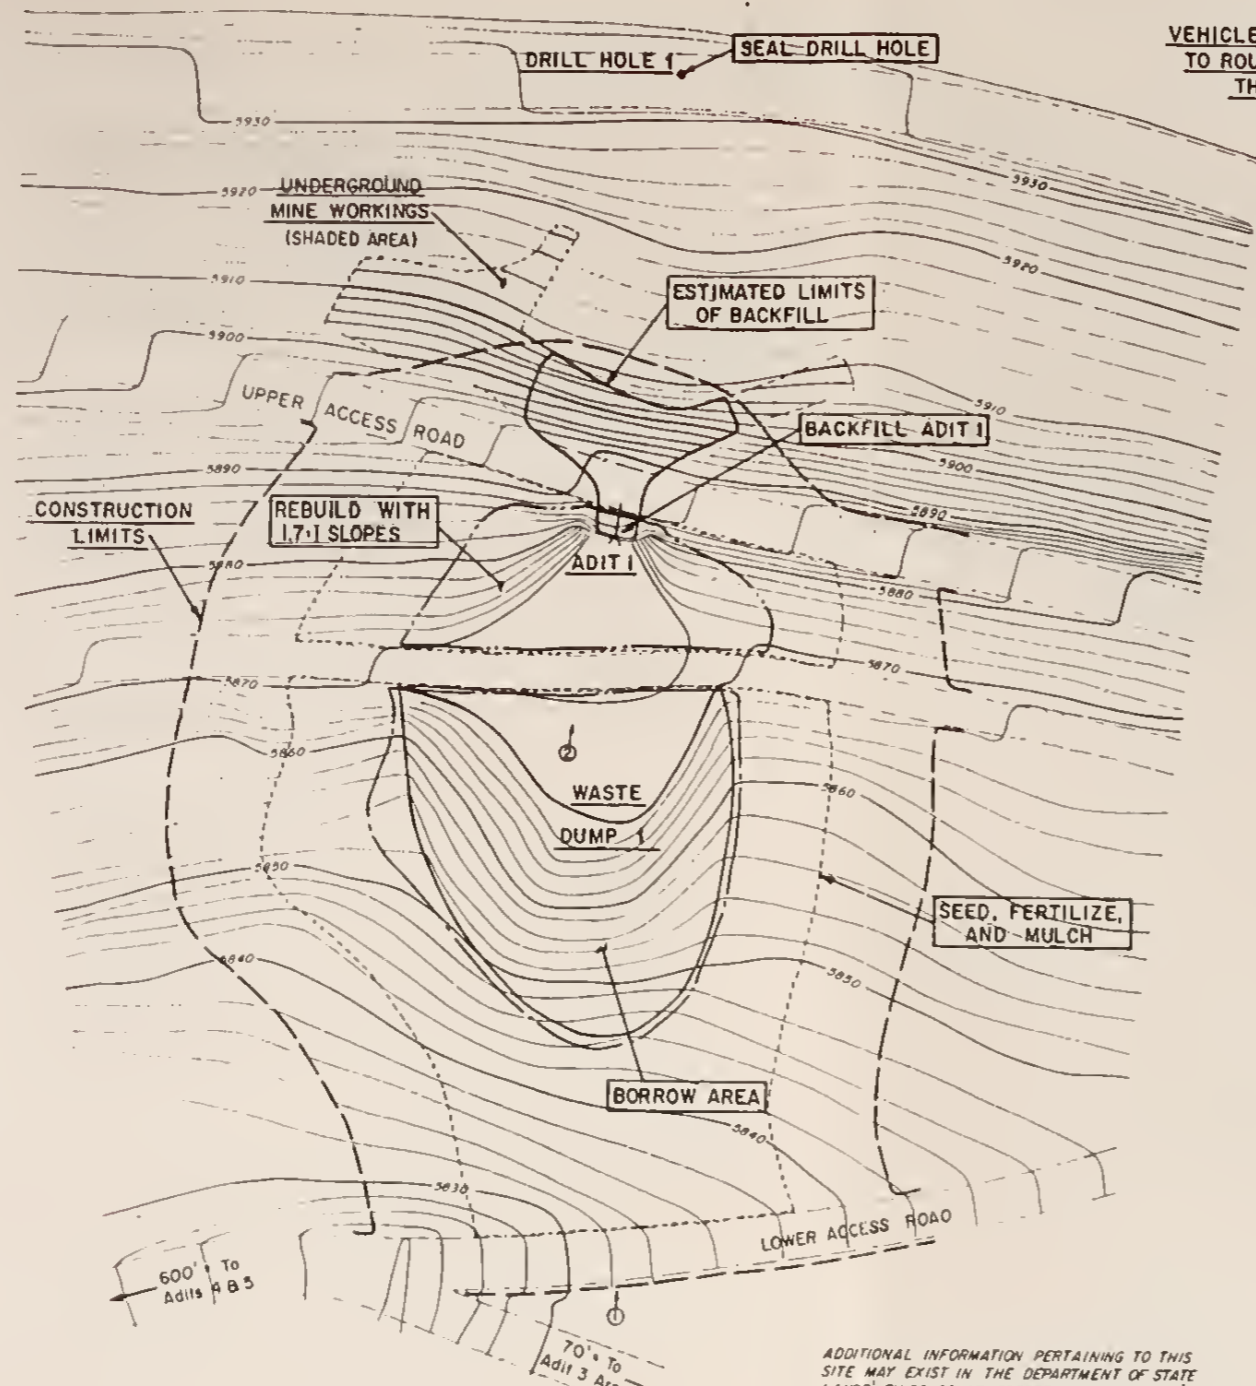 VEHICLE
TO ROU
TH
DRILL HOLE 1
SEAL DRILL HOLE
5930
5930
5920
UNDERGROUND
MINE WORKINGS
(SHADED AREA)
5920
5910
ESTIMATED LIMITS
OF BACKFILL
5900
5910
UPPER ACCESS ROAD
BACKFILL ADIT 1
5900
5890
CONSTRUCTION
LIMITS
REBUILD WITH
1.7:1 SLOPES
5890
ADIT 1
5880
5880
5870
5870
5860
2
WASTE
DUMP 1
5860
5850
SEED, FERTILIZE,
AND MULCH
5840
5850
BORROW AREA
5840
5830
LOWER ACCESS ROAD
600'± To
Adits 4 & 5
1
70'± To
Adit 3 Are
ADDITIONAL INFORMATION PERTAINING TO THIS
SITE MAY EXIST IN THE DEPARTMENT OF STATE